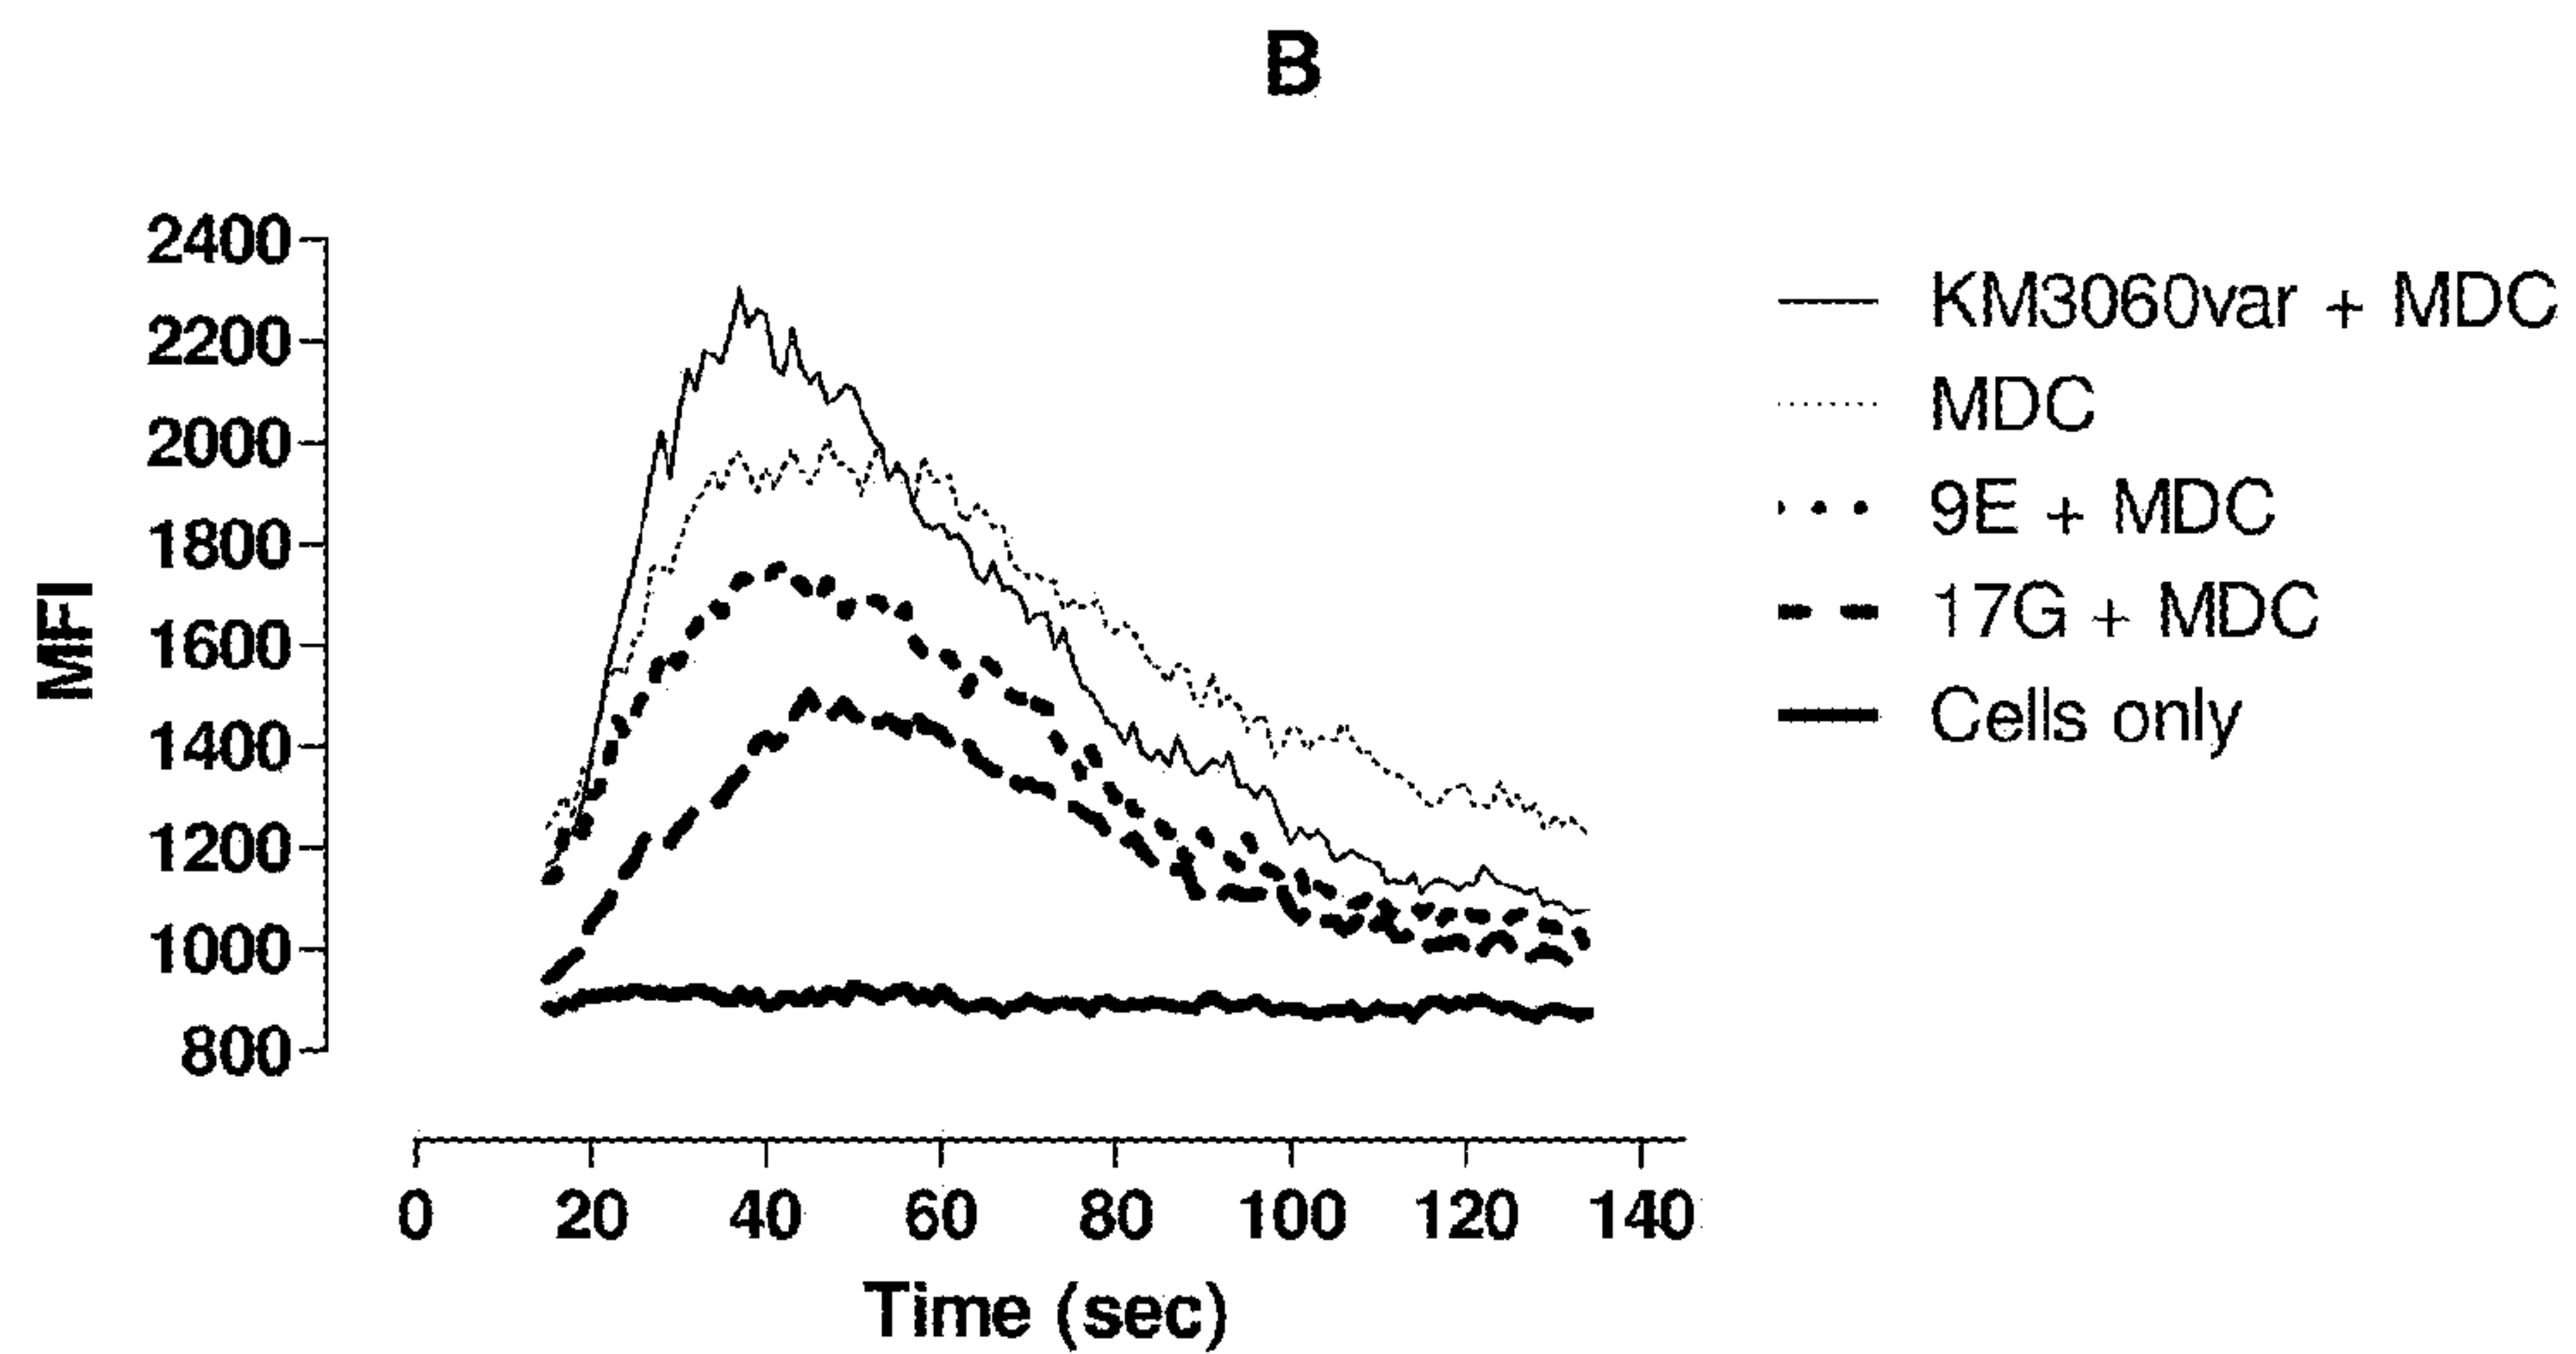 B
2400
2200
2000
1800
1600
1400
1200
1000
800
MFI
0 20 40 60 80 100 120 140
Time (sec)
KM3060var + MDC
MDC
9E + MDC
17G + MDC
Cells only